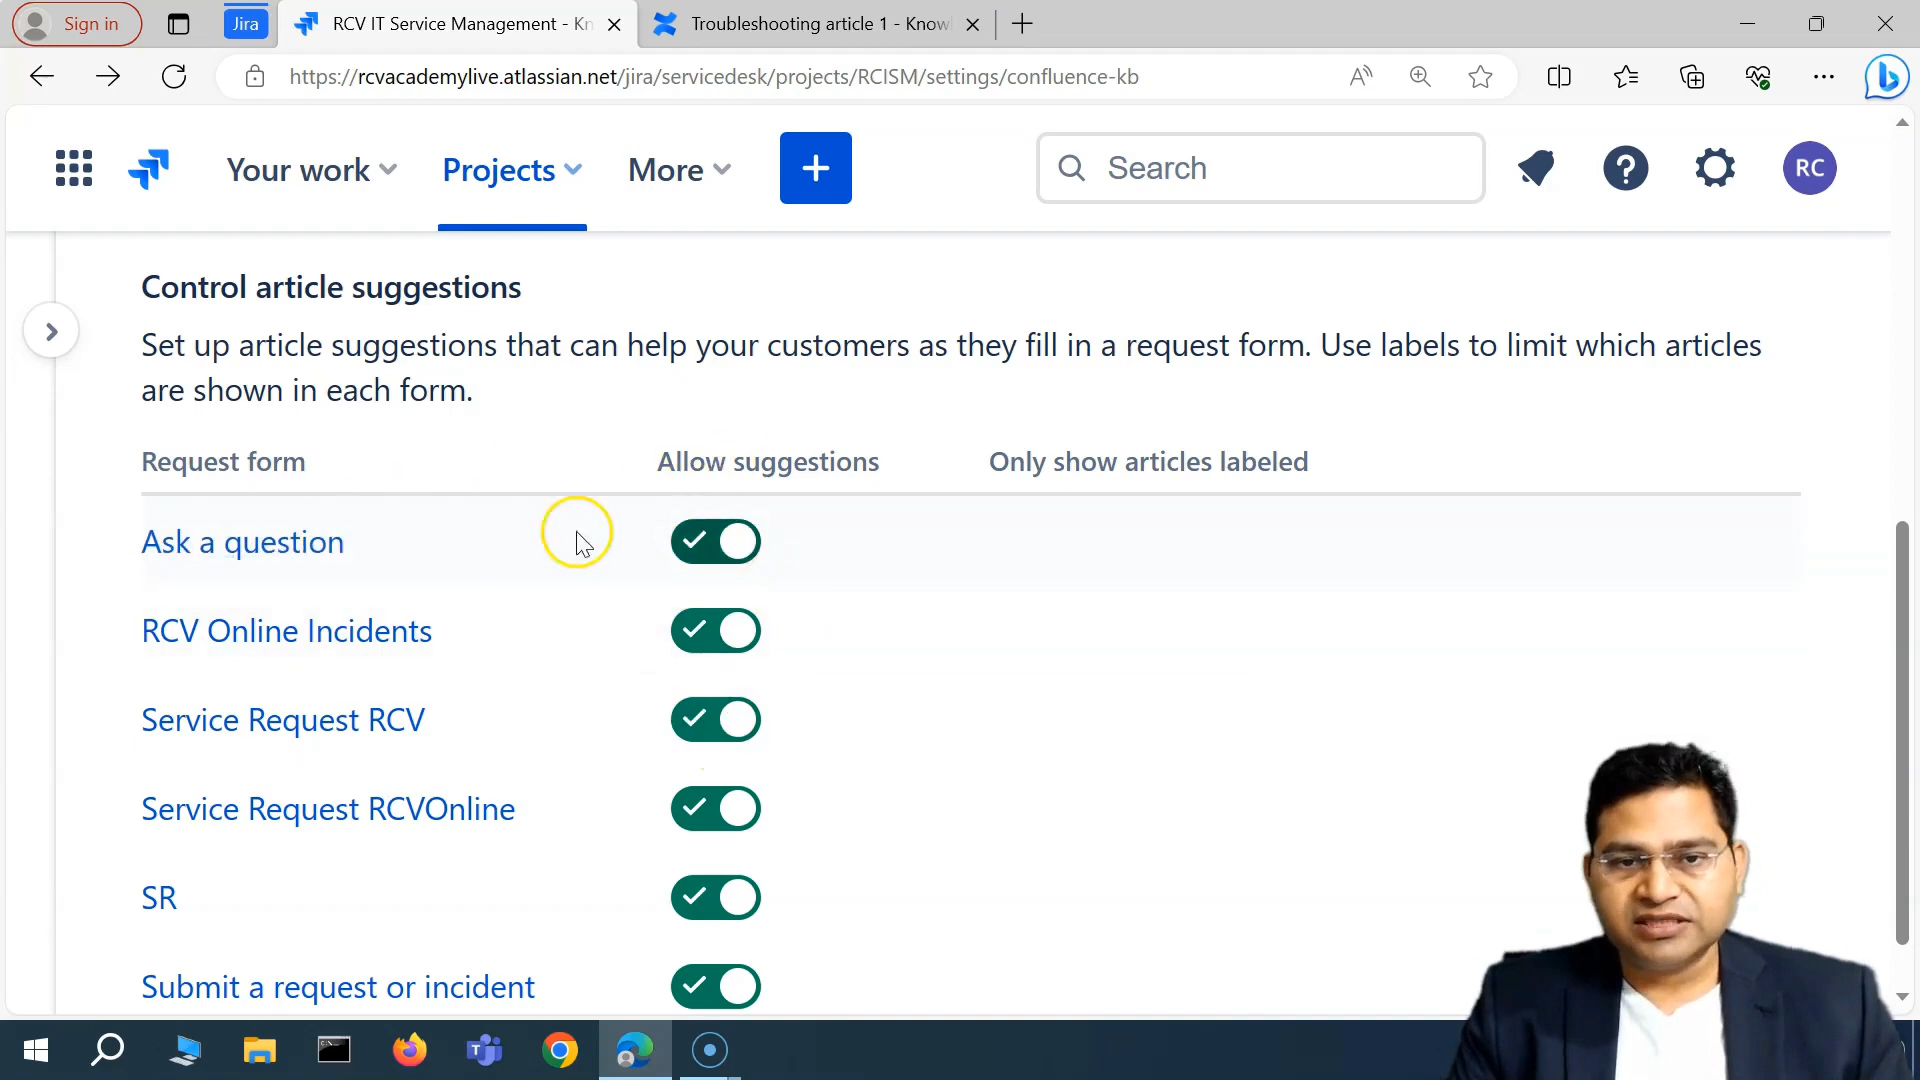 Sign in
Jira
RCV IT Service Management - Kn
Troubleshooting article 1 - Know
https://rcvacademylive.atlassian.net/jira/servicedesk/projects/RCISM/settings/confluence-kb
Your work
Projects
More
Search
RC
Control article suggestions
Set up article suggestions that can help your customers as they fill in a request form. Use labels to limit which articles
are shown in each form.
Request form
Allow suggestions
Only show articles labeled
Ask a question
RCV Online Incidents
Service Request RCV
Service Request RCVOnline
SR
Submit a request or incident